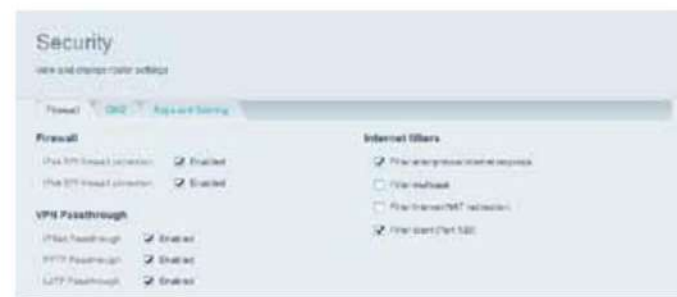 Security
view and change router settings
Firewall
DMZ
Apps and Gaming
Firewall
IPv6 SPI firewall protection: Enabled
IPv4 SPI firewall protection: Enabled
VPN Passthrough
IPSec Passthrough: Enabled
PPTP Passthrough: Enabled
L2TP Passthrough: Enabled
Internet filters
Filter anonymous Internet requests
Filter multicast
Filter Internet NAT redirection
Filter ident (Port 113)